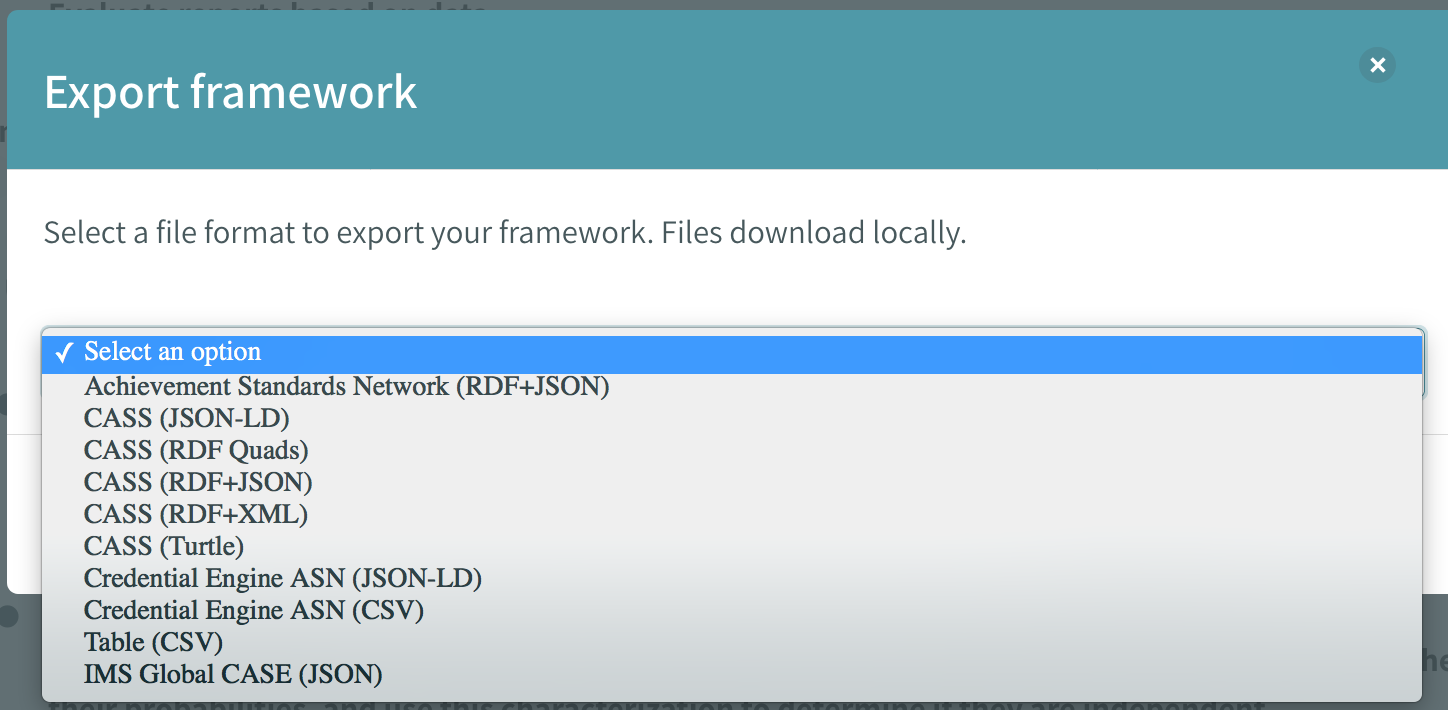 Evaluate reports based on data
Export framework
Select a file format to export your framework. Files download locally.
✓ Select an option
Achievement Standards Network (RDF+JSON)
CASS (JSON-LD)
CASS (RDF Quads)
CASS (RDF+JSON)
CASS (RDF+XML)
CASS (Turtle)
Credential Engine ASN (JSON-LD)
Credential Engine ASN (CSV)
Table (CSV)
IMS Global CASE (JSON)
he
their probabilities, and use this characterization to determine if they are independent